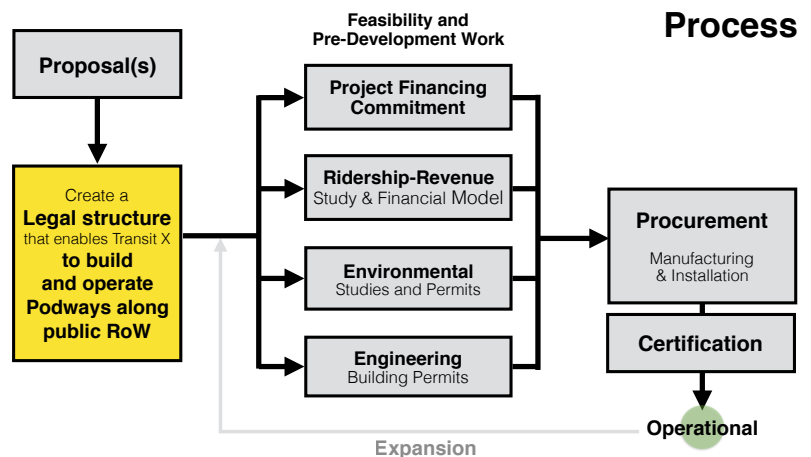 Process
Feasibility and
Pre-Development Work
Proposal(s)
Create a
Legal structure
that enables Transit X
to build
and operate
Podways along
public RoW
Project Financing
Commitment
Ridership-Revenue
Study & Financial Model
Environmental
Studies and Permits
Engineering
Building Permits
Procurement
Manufacturing
& Installation
Certification
Operational
Expansion